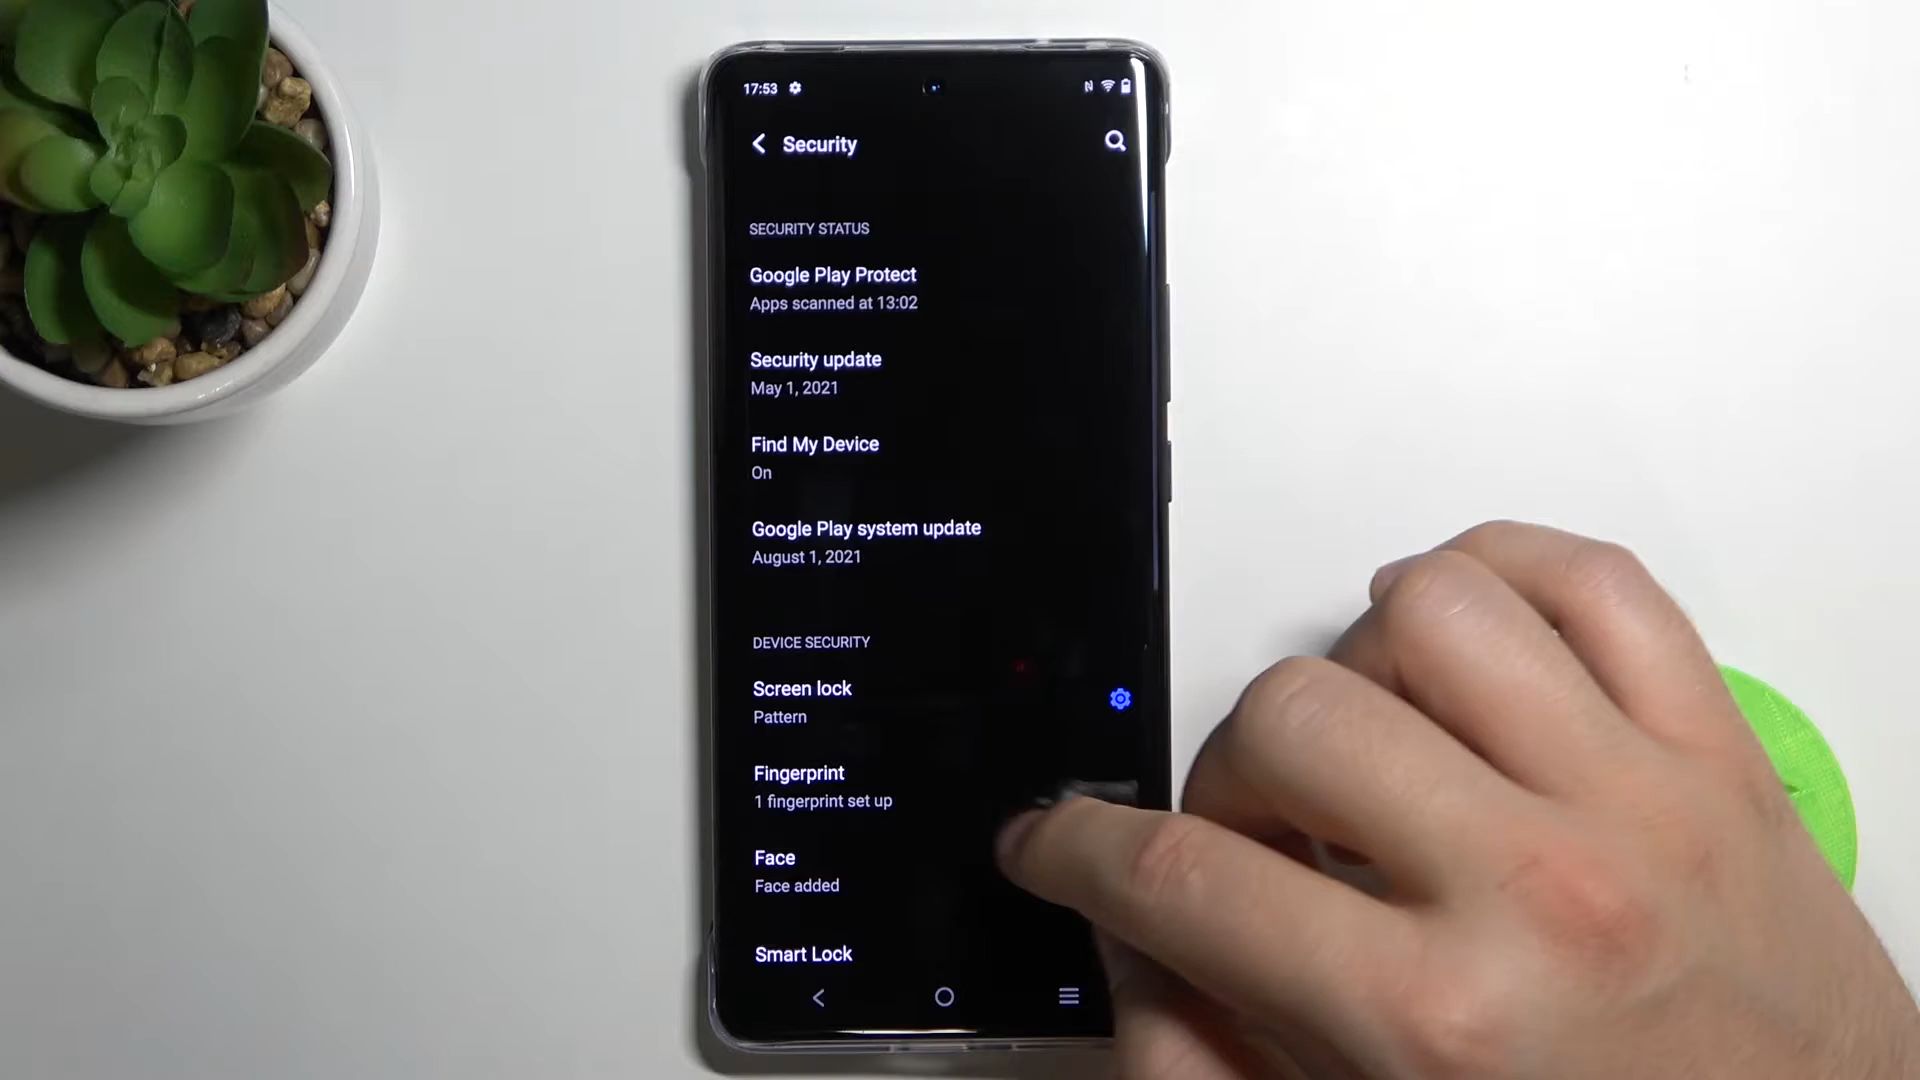 17:53
Security
SECURITY STATUS
Google Play Protect
Apps scanned at 13:02
Security update
May 1, 2021
Find My Device
On
Google Play system update
August 1, 2021
DEVICE SECURITY
Screen lock
Pattern
Fingerprint
1 fingerprint set up
Face
Face added
Smart Lock